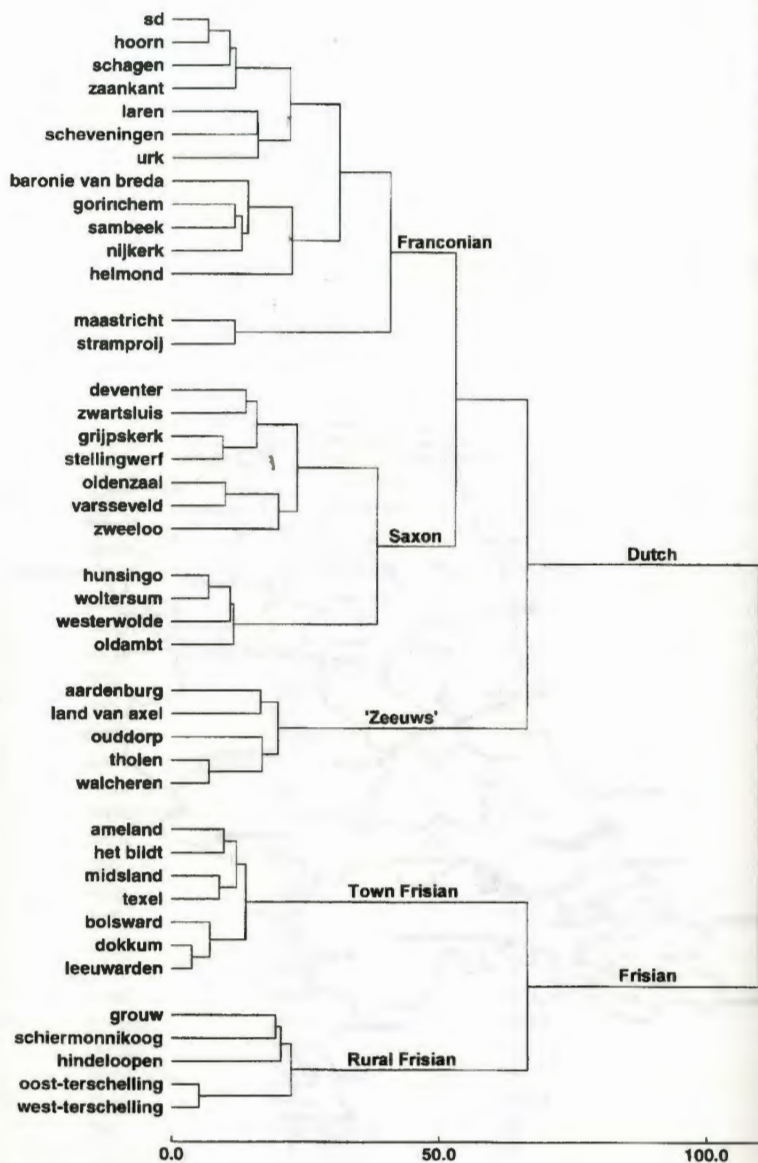 sd
hoorn
schagen
zaankant
laren
scheveningen
urk
baronie van breda
gorinchem
sambeek
nijkerk
helmond
Franconian
maastricht
stramproij
deventer
zwartsluis
grijpskerk
stellingwerf
oldenzaal
varsseveld
zweeloo
Saxon
Dutch
hunsingo
woltersum
westerwolde
oldambt
aardenburg
land van axel
'Zeeuws'
ouddorp
tholen
walcheren
ameland
het bildt
midsland
texel
Town Frisian
bolsward
dokkum
leeuwarden
Frisian
grouw
schiermonnikoog
hindeloopen
Rural Frisian
oost-terschelling
west-terschelling
0.0 50.0 100.0